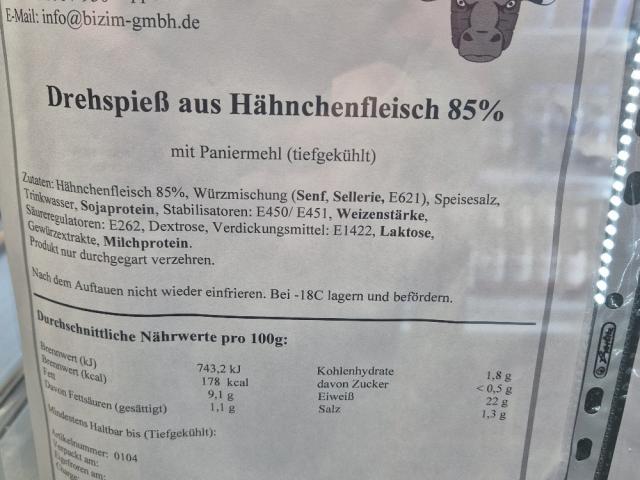 E-Mail: info@bizim-gmbh.de
Drehspieß aus Hähnchenfleisch 85%
mit Paniermehl (tiefgekühlt)
Zutaten: Hähnchenfleisch 85%, Würzmischung (Senf, Sellerie, E621), Speisesalz,
Trinkwasser, Sojaprotein, Stabilisatoren: E450/ E451, Weizenstärke,
Säureregulatoren: E262, Dextrose, Verdickungsmittel: E1422, Laktose,
Gewürzextrakte, Milchprotein.
Produkt nur durchgegart verzehren.
Nach dem Auftauen nicht wieder einfrieren. Bei -18C lagern und befördern.
Durchschnittliche Nährwerte pro 100g:
Brennwert (kJ) 743,2 kJ Kohlenhydrate 1,8 g
Brennwert (kcal) 178 kcal davon Zucker < 0,5 g
Fett 9,1 g Eiweiß 22 g
Davon Fettsäuren (gesättigt) 1,1 g Salz 1,3 g
Mindestens Haltbar bis (Tiefgekühlt):
Artikelnummer: 0104
Verpackt am:
Eigefroren am:
Charge: